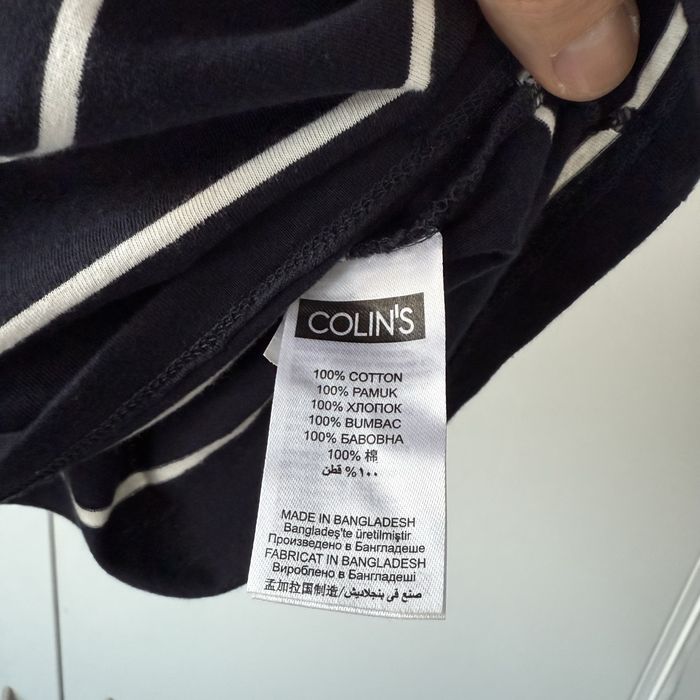 COLIN'S
100% COTTON
100% PAMUK
100% ХЛОПОК
100% BUMBAC
100% БАВОВНА
100% 棉
١٠٠% قطن
MADE IN BANGLADESH
Bangladeş'te üretilmiştir
Произведено в Бангладеше
FABRICAT IN BANGLADESH
Вироблено в Бангладеші
孟加拉国制造/صنع في بنجلاديش